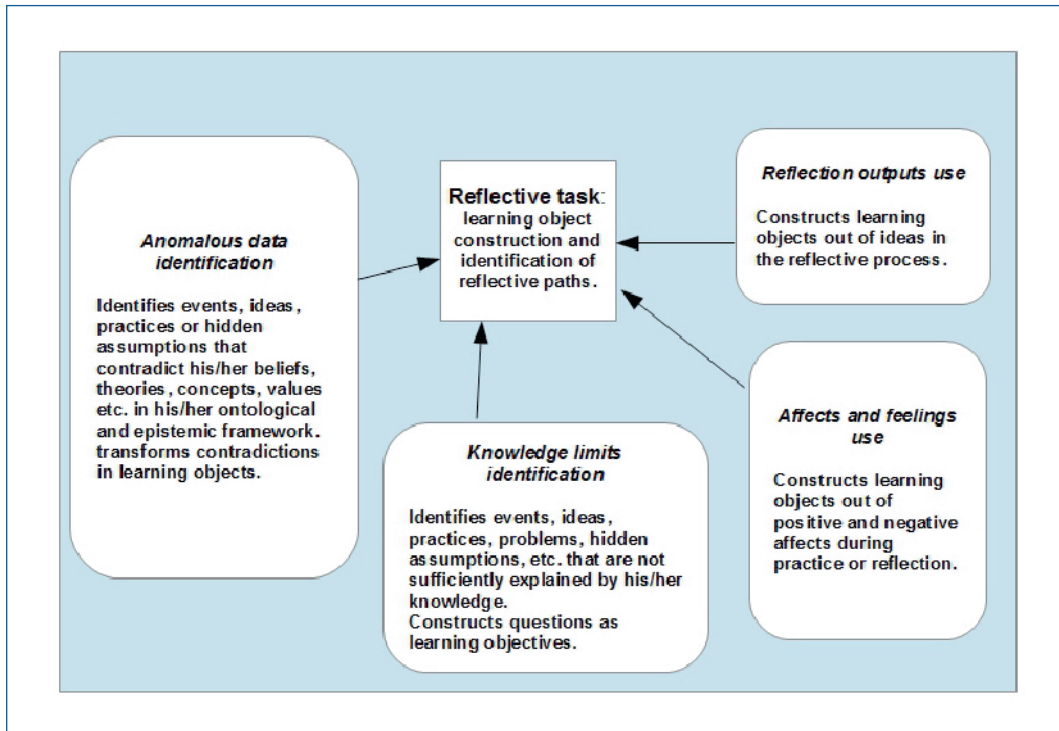 Anomalous data
identification
Identifies events, ideas,
practices or hidden
assumptions that
contradict his/her beliefs,
theories, concepts, values
etc. in his/her ontological
and epistemic framework.
transforms contradictions
in learning objects.
Reflective task:
learning object
construction and
identification of
reflective paths.
Knowledge limits
identification
Identifies events, ideas,
practices, problems, hidden
assumptions, etc. that are not
sufficiently explained by his/her
knowledge.
Constructs questions as
learning objectives.
Reflection outputs use
Constructs learning
objects out of ideas in
the reflective process.
Affects and feelings
use
Constructs learning
objects out of
positive and negative
affects during
practice or reflection.